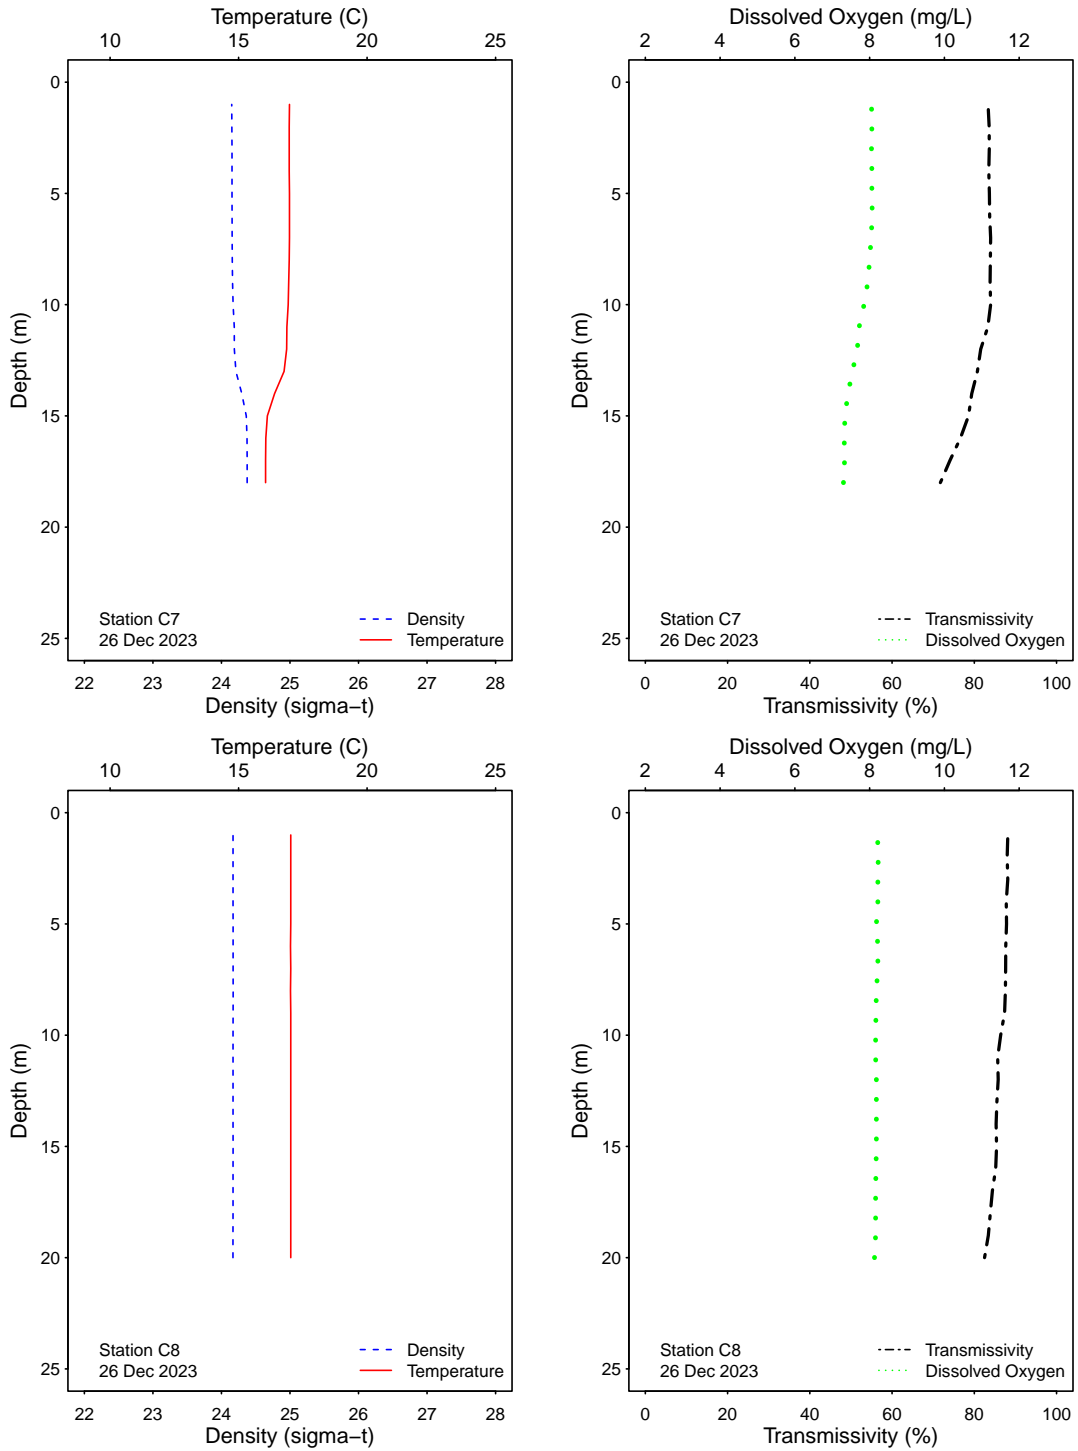 Temperature (C)
10 15 20 25
0
5
10
15
20
25
Depth (m)
Station C7
26 Dec 2023
Density
Temperature
22 23 24 25 26 27 28
Density (sigma−t)
Dissolved Oxygen (mg/L)
2 4 6 8 10 12
0
5
10
15
20
25
Depth (m)
Station C7
26 Dec 2023
Transmissivity
Dissolved Oxygen
0 20 40 60 80 100
Transmissivity (%)
Temperature (C)
10 15 20 25
0
5
10
15
20
25
Depth (m)
Station C8
26 Dec 2023
Density
Temperature
22 23 24 25 26 27 28
Density (sigma−t)
Dissolved Oxygen (mg/L)
2 4 6 8 10 12
0
5
10
15
20
25
Depth (m)
Station C8
26 Dec 2023
Transmissivity
Dissolved Oxygen
0 20 40 60 80 100
Transmissivity (%)